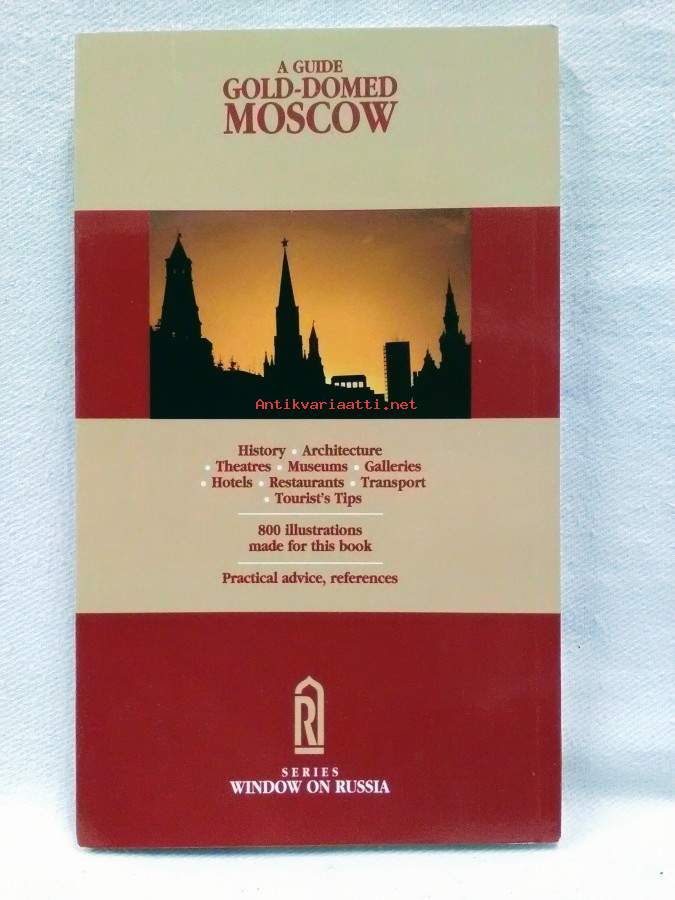 A GUIDE
GOLD-DOMED
MOSCOW
Antikvariaatti.net
History • Architecture
• Theatres • Museums • Galleries
• Hotels • Restaurants • Transport
• Tourist's Tips
800 illustrations
made for this book
Practical advice, references
R
SERIES
WINDOW ON RUSSIA